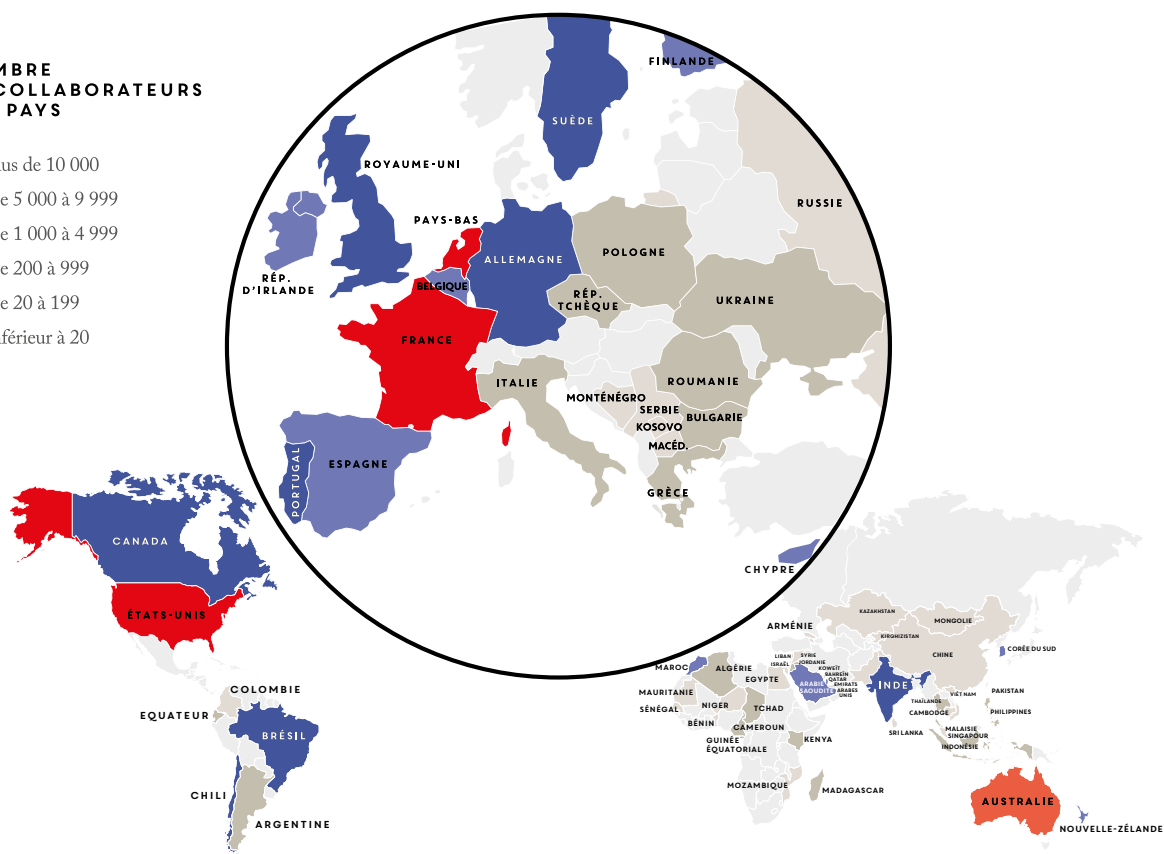 MBRE
COLLABORATEURS
PAYS
us de 10 000
e 5 000 à 9 999
e 1 000 à 4 999
e 200 à 999
e 20 à 199
férieur à 20
FINLANDE
SUÈDE
ROYAUME-UNI
RUSSIE
PAYS-BAS
POLOGNE
ALLEMAGNE
RÉP.
D'IRLANDE
BELGIQUE
RÉP.
TCHÈQUE
UKRAINE
FRANCE
ITALIE
ROUMANIE
MONTÉNÉGRO
SERBIE
BULGARIE
KOSOVO
MACÉD.
ESPAGNE
PORTUGAL
GRÈCE
CHYPRE
CANADA
ÉTATS-UNIS
COLOMBIE
EQUATEUR
BRÉSIL
CHILI
ARGENTINE
ARMÉNIE
KAZAKHSTAN
MONGOLIE
KIRGHIZISTAN
CHINE
CORÉE DU SUD
LIBAN
SYRIE
ISRAËL
JORDANIE
KOWEÏT
BAHREÏN
QATAR
EMIRATS
ARABES
UNIS
ARABIE
SAOUDITE
MAROC
ALGÉRIE
EGYPTE
MAURITANIE
SÉNÉGAL
NIGER
TCHAD
BÉNIN
CAMEROUN
GUINÉE
ÉQUATORIALE
KENYA
MOZAMBIQUE
MADAGASCAR
INDE
THAÏLANDE
VIÊT NAM
PAKISTAN
CAMBODGE
PHILIPPINES
SRI LANKA
MALAISIE
SINGAPOUR
INDONÉSIE
AUSTRALIE
NOUVELLE-ZÉLANDE